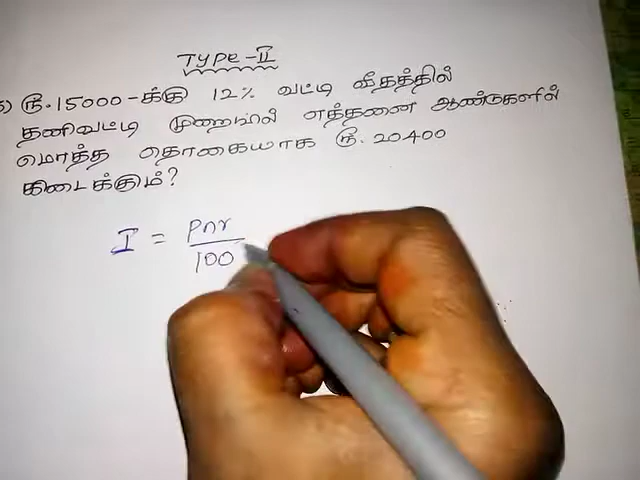 TYPE-II
5) ரூ.15000-க்கு 12% வட்டி வீதத்தில்
தனிவட்டி முறையில் எத்தனை ஆண்டுகளில்
மொத்த தொகையாக ரூ. 20400
கிடைக்கும்?
I = pnr
100